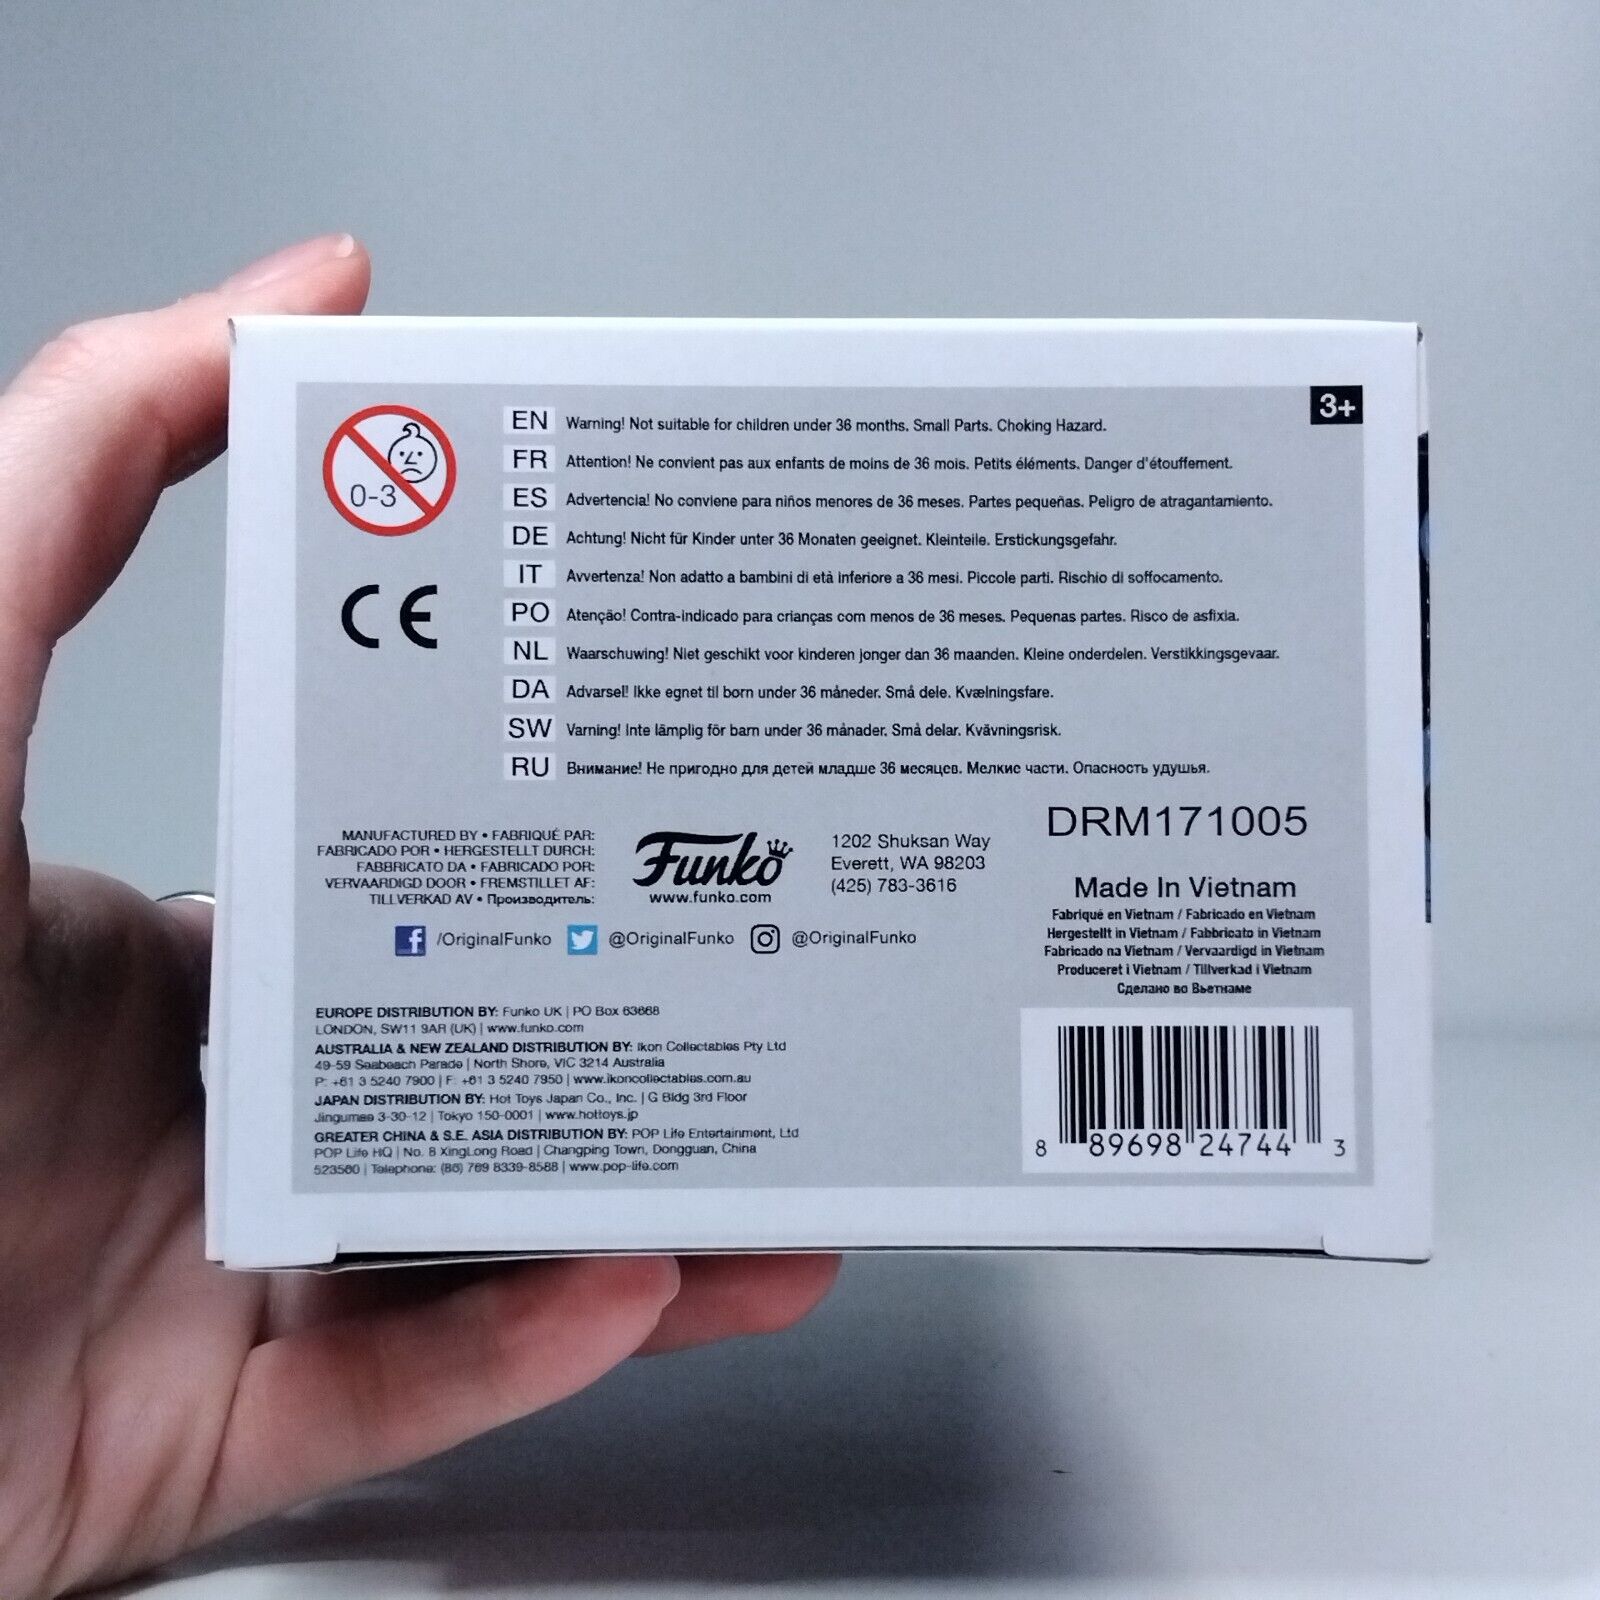 3+
0-3
CE
EN Warning! Not suitable for children under 36 months. Small Parts. Choking Hazard.
FR Attention! Ne convient pas aux enfants de moins de 36 mois. Petits éléments. Danger d'étouffement.
ES Advertencia! No conviene para niños menores de 36 meses. Partes pequeñas. Peligro de atragantamiento.
DE Achtung! Nicht für Kinder unter 36 Monaten geeignet. Kleinteile. Erstickungsgefahr.
IT Avvertenza! Non adatto a bambini di età inferiore a 36 mesi. Piccole parti. Rischio di soffocamento.
PO Atenção! Contra-indicado para crianças com menos de 36 meses. Pequenas partes. Risco de asfixia.
NL Waarschuwing! Niet geschikt voor kinderen jonger dan 36 maanden. Kleine onderdelen. Verstikkingsgevaar.
DA Advarsel! Ikke egnet til born under 36 måneder. Små dele. Kvælningsfare.
SW Varning! Inte lämplig för barn under 36 månader. Små delar. Kvävningsrisk.
RU Внимание! Не пригодно для детей младше 36 месяцев. Мелкие части. Опасность удушья.
MANUFACTURED BY • FABRIQUÉ PAR:
FABRICADO POR • HERGESTELLT DURCH:
FABBRICATO DA • FABRICADO POR:
VERVAARDIGD DOOR • FREMSTILLET AF:
TILLVERKAD AV • Производитель:
Funko
www.funko.com
1202 Shuksan Way
Everett, WA 98203
(425) 783-3616
/OriginalFunko @OriginalFunko @OriginalFunko
DRM171005
Made In Vietnam
Fabriqué en Vietnam / Fabricado en Vietnam
Hergestellt in Vietnam / Fabbricato in Vietnam
Fabricado na Vietnam / Vervaardigd in Vietnam
Produceret i Vietnam / Tillverkad i Vietnam
Сделано во Вьетнаме
EUROPE DISTRIBUTION BY: Funko UK | PO Box 63668
LONDON, SW11 9AR (UK) | www.funko.com
AUSTRALIA & NEW ZEALAND DISTRIBUTION BY: Ikon Collectables Pty Ltd
49-59 Seabeach Parade | North Shore, VIC 3214 Australia
P: +61 3 5240 7900 | F: +61 3 5240 7950 | www.ikoncollectables.com.au
JAPAN DISTRIBUTION BY: Hot Toys Japan Co., Inc. | G Bldg 3rd Floor
Jingumae 3-30-12 | Tokyo 150-0001 | www.hottoys.jp
GREATER CHINA & S.E. ASIA DISTRIBUTION BY: POP Life Entertainment, Ltd
POP Life HQ | No. 8 XingLong Road | Changping Town, Dongguan, China
523560 | Telephone: (86) 769 8339-8588 | www.pop-life.com
8 89698 24744 3